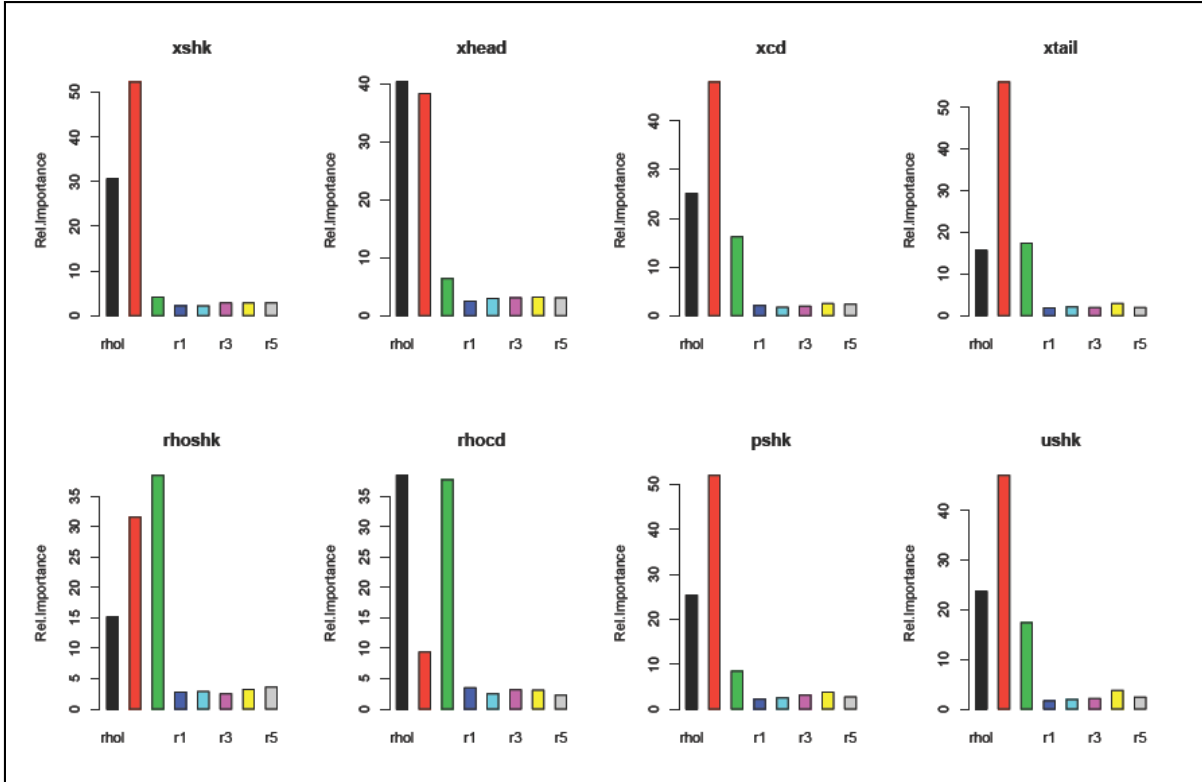 xshk
xhead
xcd
xtail
Rel.Importance
0 10 20 30 40 50
rhol r1 r3 r5
Rel.Importance
0 10 20 30 40
rhol r1 r3 r5
Rel.Importance
0 10 20 30 40
rhol r1 r3 r5
Rel.Importance
0 10 20 30 40 50
rhol r1 r3 r5
rhoshk
rhocd
pshk
ushk
Rel.Importance
0 5 10 15 20 25 30 35
rhol r1 r3 r5
Rel.Importance
0 5 10 15 20 25 30 35
rhol r1 r3 r5
Rel.Importance
0 10 20 30 40 50
rhol r1 r3 r5
Rel.Importance
0 10 20 30 40
rhol r1 r3 r5